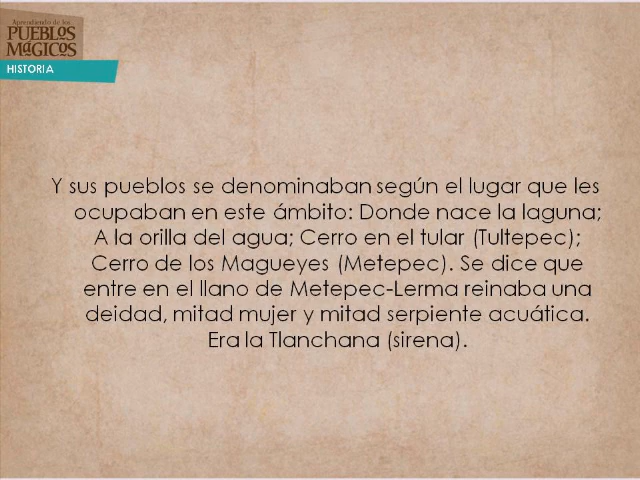 Aprendiendo de los
PUEBLOS
MÁGICOS
HISTORIA
Y sus pueblos se denominaban según el lugar que les
ocupaban en este ámbito: Donde nace la laguna;
A la orilla del agua; Cerro en el tular (Tultepec);
Cerro de los Magueyes (Metepec). Se dice que
entre en el llano de Metepec-Lerma reinaba una
deidad, mitad mujer y mitad serpiente acuática.
Era la Tlanchana (sirena).